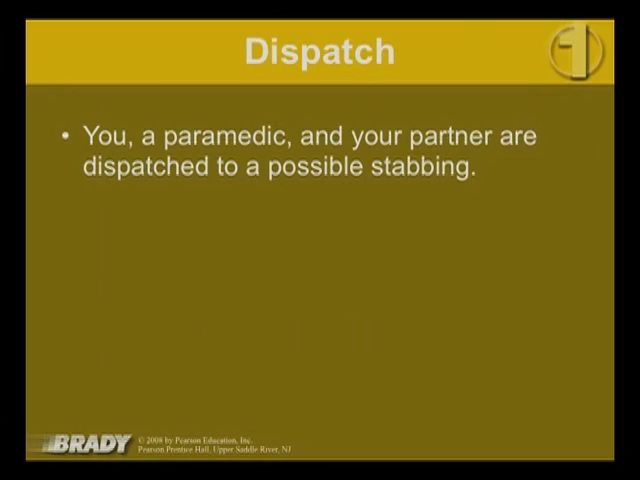 Dispatch
1
• You, a paramedic, and your partner are
dispatched to a possible stabbing.
BRADY
© 2008 by Pearson Education, Inc.
Pearson Prentice Hall, Upper Saddle River, NJ